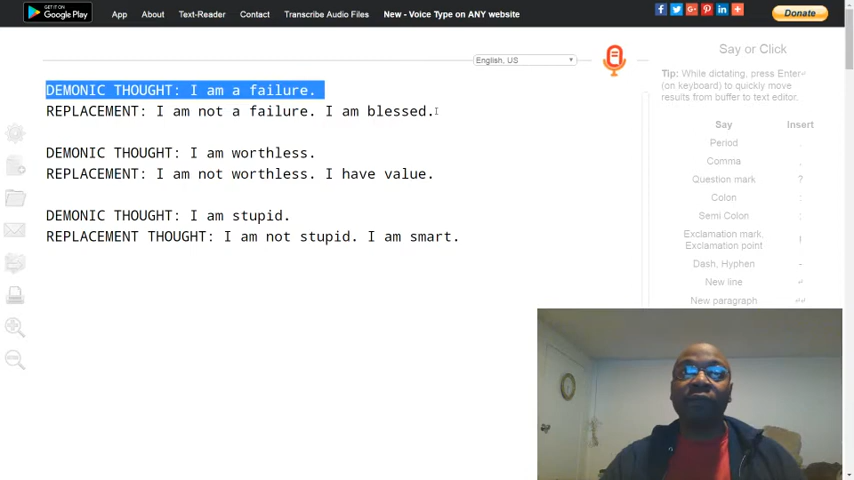 GET IT ON
Google Play
App
About
Text-Reader
Contact
Transcribe Audio Files
New - Voice Type on ANY website
Donate
English, US
Say or Click
Tip: While dictating, press Enter↵
(on keyboard) to quickly move
results from buffer to text editor.
DEMONIC THOUGHT: I am a failure.
REPLACEMENT: I am not a failure. I am blessed.
DEMONIC THOUGHT: I am worthless.
REPLACEMENT: I am not worthless. I have value.
DEMONIC THOUGHT: I am stupid.
REPLACEMENT THOUGHT: I am not stupid. I am smart.
Say Insert
Period .
Comma ,
Question mark ?
Colon :
Semi Colon ;
Exclamation mark, !
Exclamation point
Dash, Hyphen -
New line ↵
New paragraph ↵↵